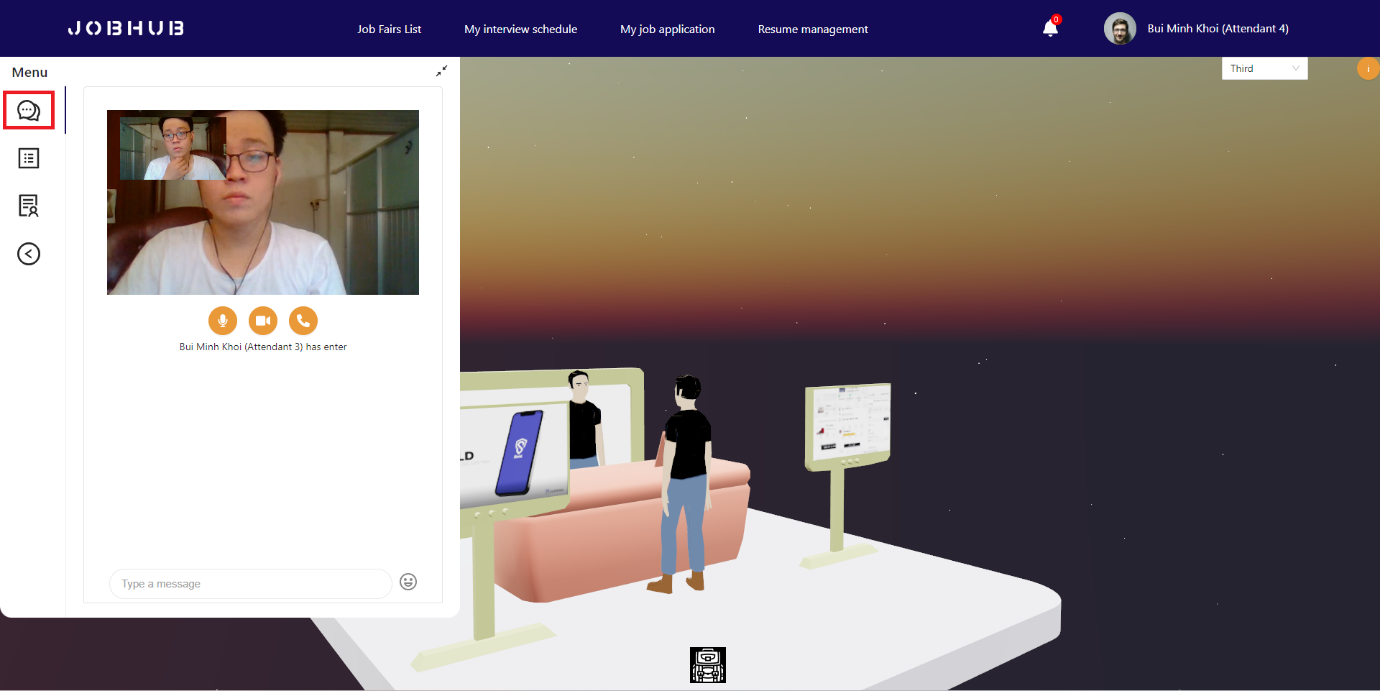 JOBHUB
Job Fairs List
My interview schedule
My job application
Resume management
0
Bui Minh Khoi (Attendant 4)
Menu
Third
i
Bui Minh Khoi (Attendant 3) has enter
LD
Type a message